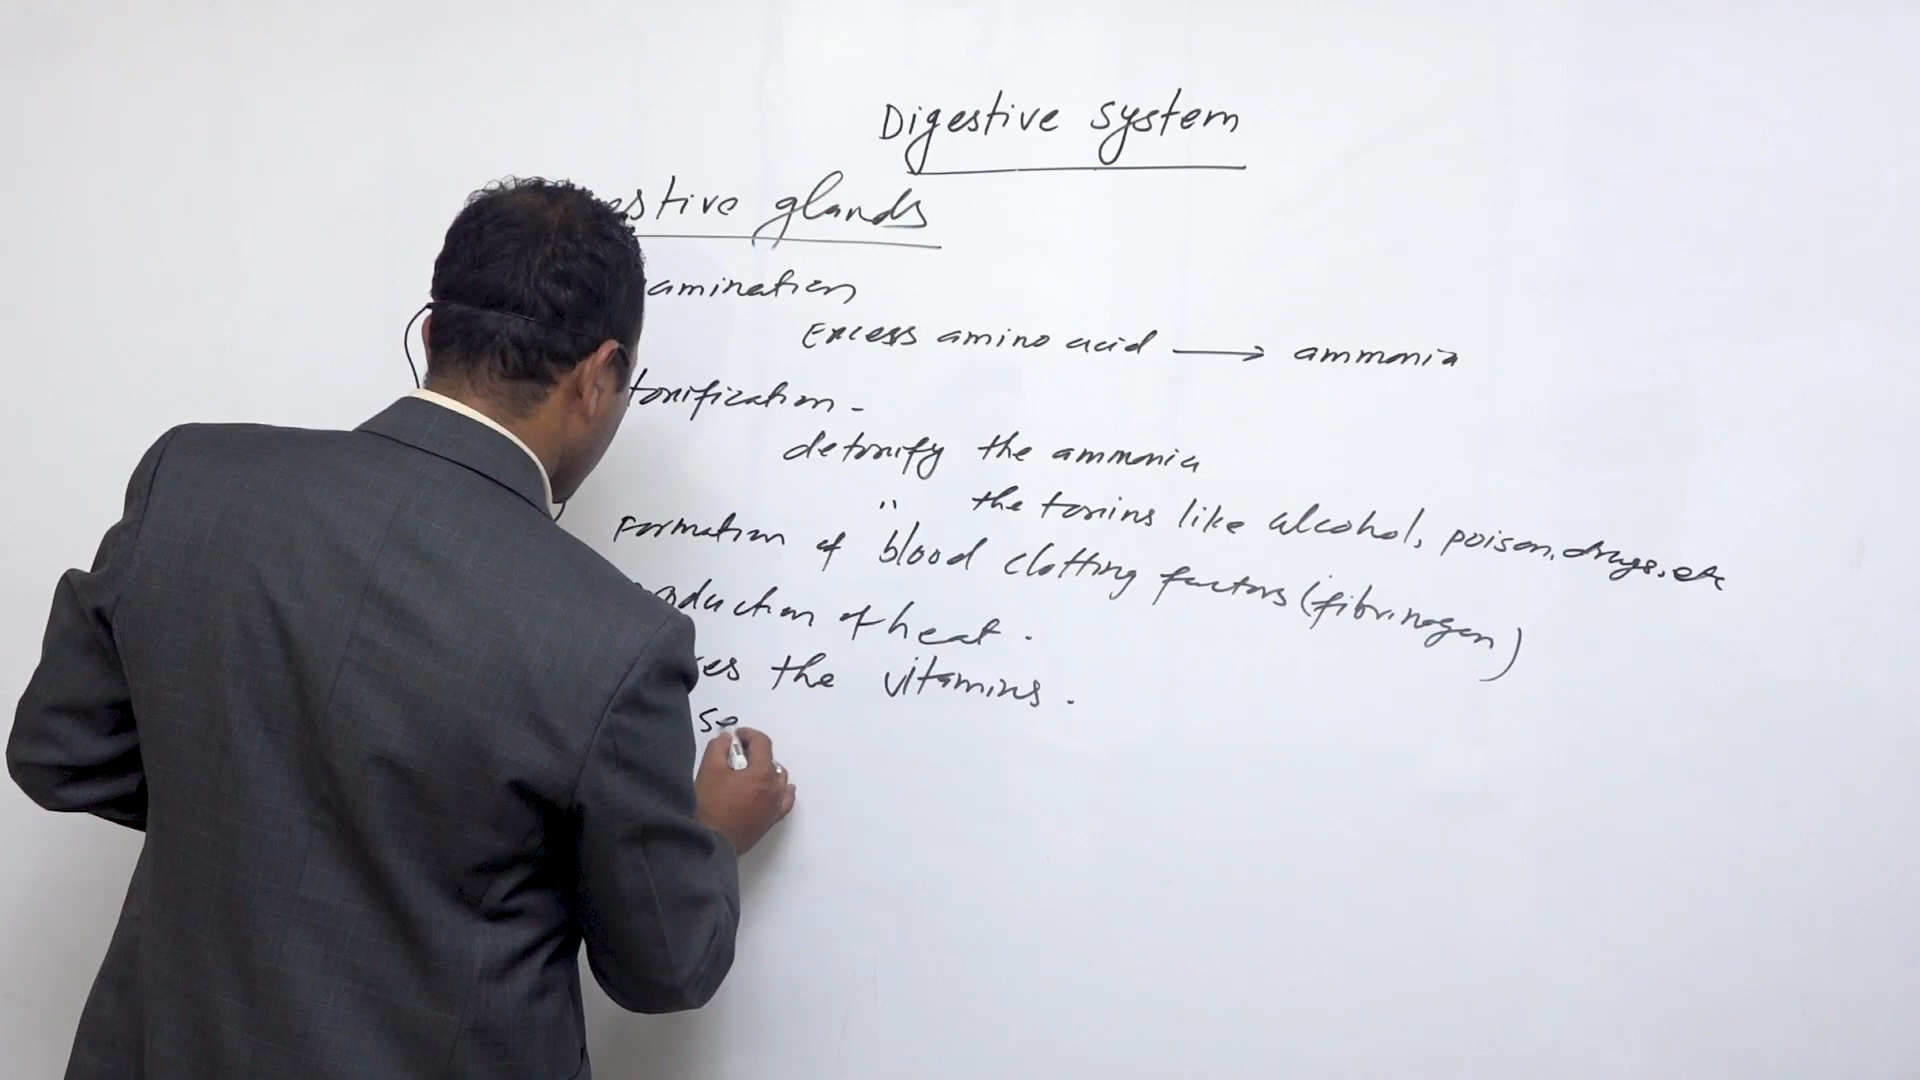 Digestive system
estive glands
amination
Excess amino acid → ammonia
toxification -
detoxify the ammonia
" the toxins like alcohol, poison, drugs, etc
Formation of blood clotting factors (fibrinogen)
oduction of heat.
es the vitamins.
se